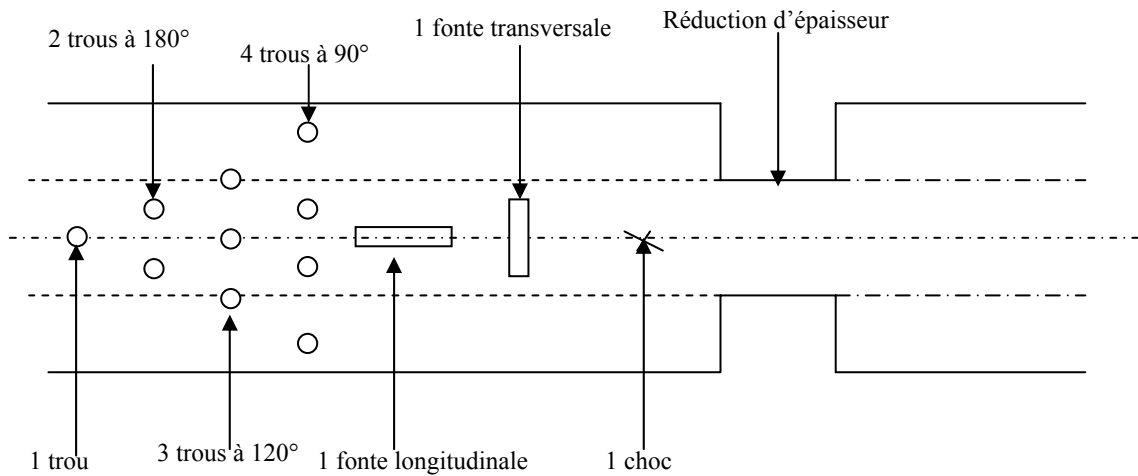 Réduction d’épaisseur
1 fonte transversale
2 trous à 180°
4 trous à 90°
1 trou
3 trous à 120°
1 fonte longitudinale
1 choc